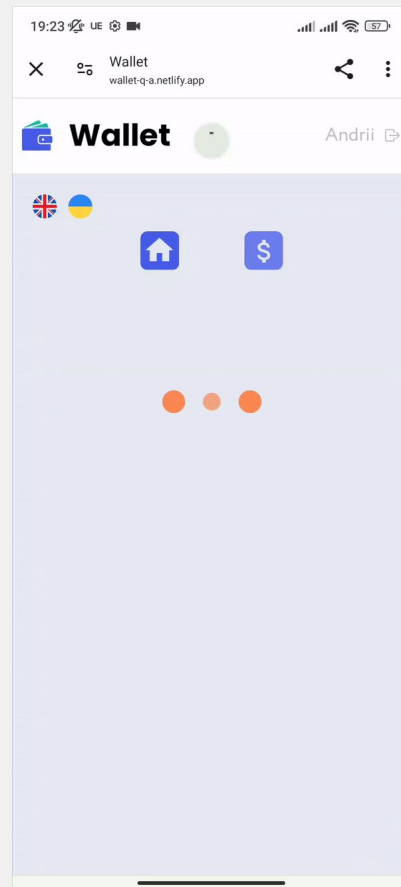 19:23 UE 57
Wallet
wallet-q-a.netlify.app
Wallet - Andrii
$